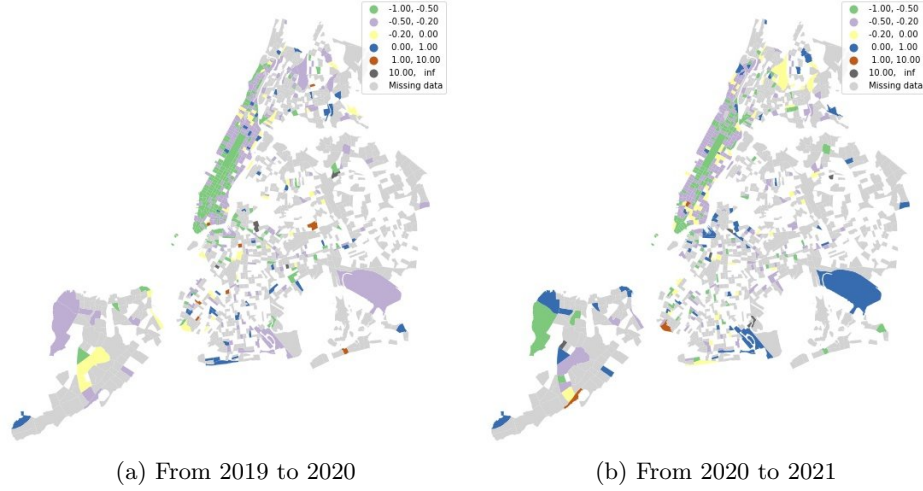 -1.00, -0.50
-0.50, -0.20
-0.20, 0.00
0.00, 1.00
1.00, 10.00
10.00, inf
Missing data
-1.00, -0.50
-0.50, -0.20
-0.20, 0.00
0.00, 1.00
1.00, 10.00
10.00, inf
Missing data
(a) From 2019 to 2020
(b) From 2020 to 2021